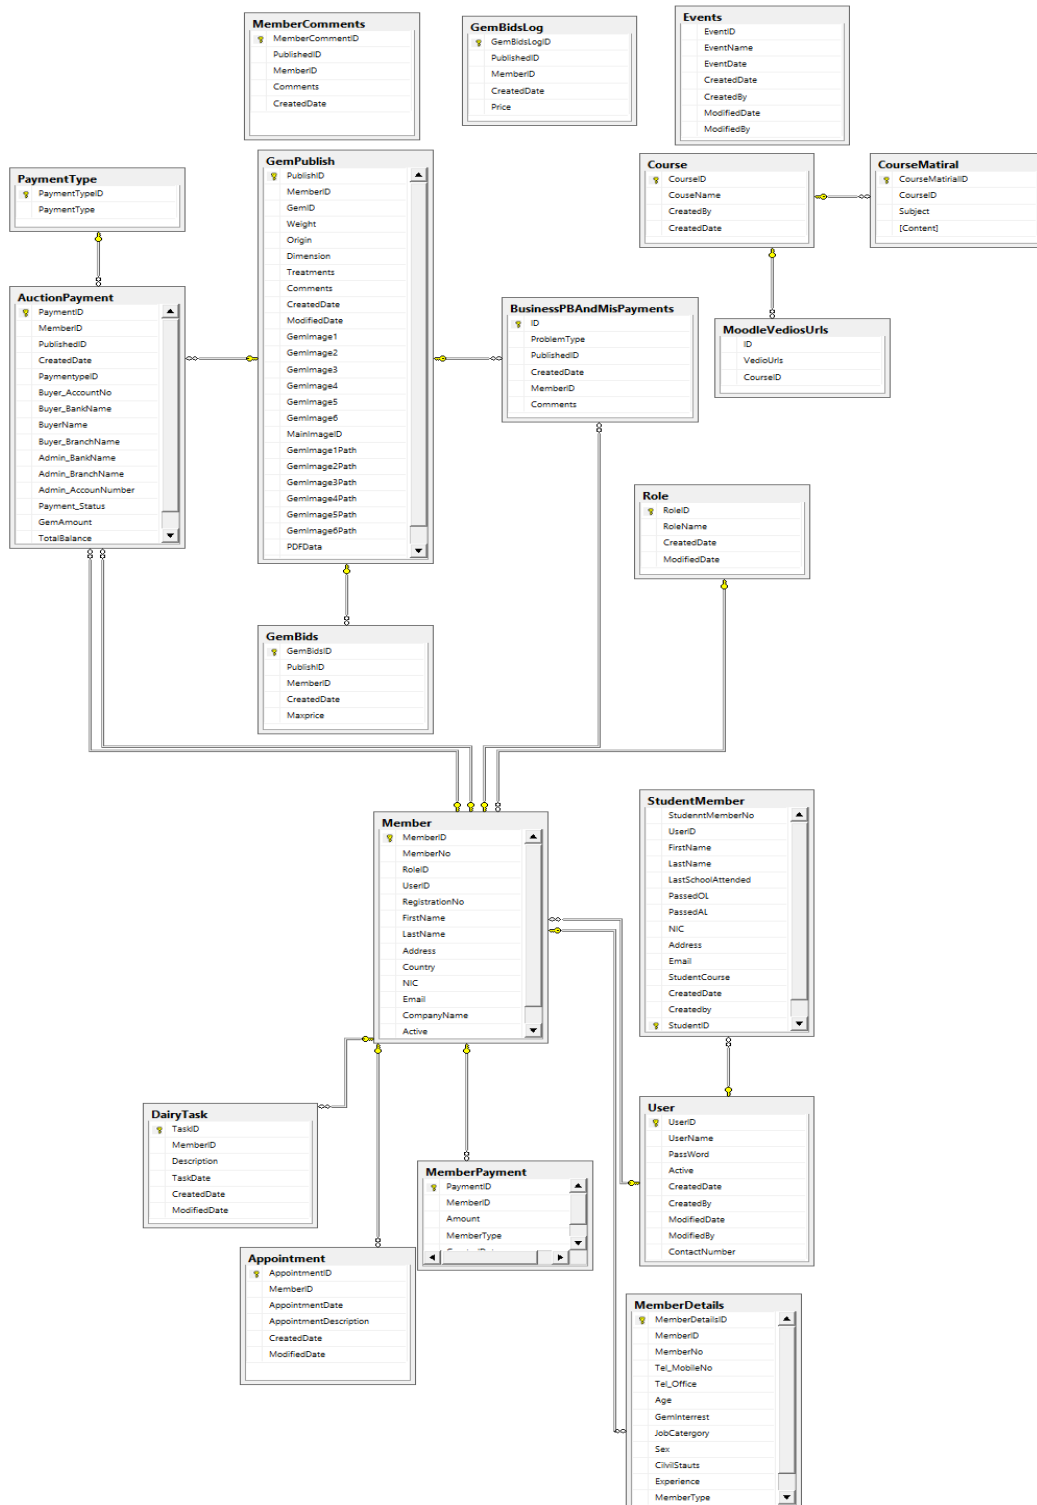 MemberComments
MemberCommentID
PublishedID
MemberID
Comments
CreatedDate
GemBidsLog
GemBidsLogID
PublishedID
MemberID
CreatedDate
Price
Events
EventID
EventName
EventDate
CreatedDate
CreatedBy
ModifiedDate
ModifiedBy
PaymentType
PaymentTypeID
PaymentType
GemPublish
PublishID
MemberID
GemID
Weight
Origin
Dimension
Treatments
Comments
CreatedDate
ModifiedDate
GemImage1
GemImage2
GemImage3
GemImage4
GemImage5
GemImage6
MainImageID
GemImage1Path
GemImage2Path
GemImage3Path
GemImage4Path
GemImage5Path
GemImage6Path
PDFData
Course
CourseID
CouseName
CreatedBy
CreatedDate
CourseMatiral
CourseMatirialID
CourseID
Subject
[Content]
AuctionPayment
PaymentID
MemberID
PublishedID
CreatedDate
PaymentypeID
Buyer_AccountNo
Buyer_BankName
BuyerName
Buyer_BranchName
Admin_BankName
Admin_BranchName
Admin_AccounNumber
Payment_Status
GemAmount
TotalBalance
BusinessPBAndMisPayments
ID
ProblemType
PublishedID
CreatedDate
MemberID
Comments
MoodleVediosUrls
ID
VedioUrls
CourseID
Role
RoleID
RoleName
CreatedDate
ModifiedDate
GemBids
GemBidsID
PublishID
MemberID
CreatedDate
Maxprice
Member
MemberID
MemberNo
RoleID
UserID
RegistrationNo
FirstName
LastName
Address
Country
NIC
Email
CompanyName
Active
StudentMember
StudenntMemberNo
UserID
FirstName
LastName
LastSchoolAttended
PassedOL
PassedAL
NIC
Address
Email
StudentCourse
CreatedDate
Createdby
StudentID
DairyTask
TaskID
MemberID
Description
TaskDate
CreatedDate
ModifiedDate
User
UserID
UserName
PassWord
Active
CreatedDate
CreatedBy
ModifiedDate
ModifiedBy
ContactNumber
MemberPayment
PaymentID
MemberID
Amount
MemberType
Appointment
AppointmentID
MemberID
AppointmentDate
AppointmentDescription
CreatedDate
ModifiedDate
MemberDetails
MemberDetailsID
MemberID
MemberNo
Tel_MobileNo
Tel_Office
Age
GemInterrest
JobCatergory
Sex
CilvilStauts
Experience
MemberType